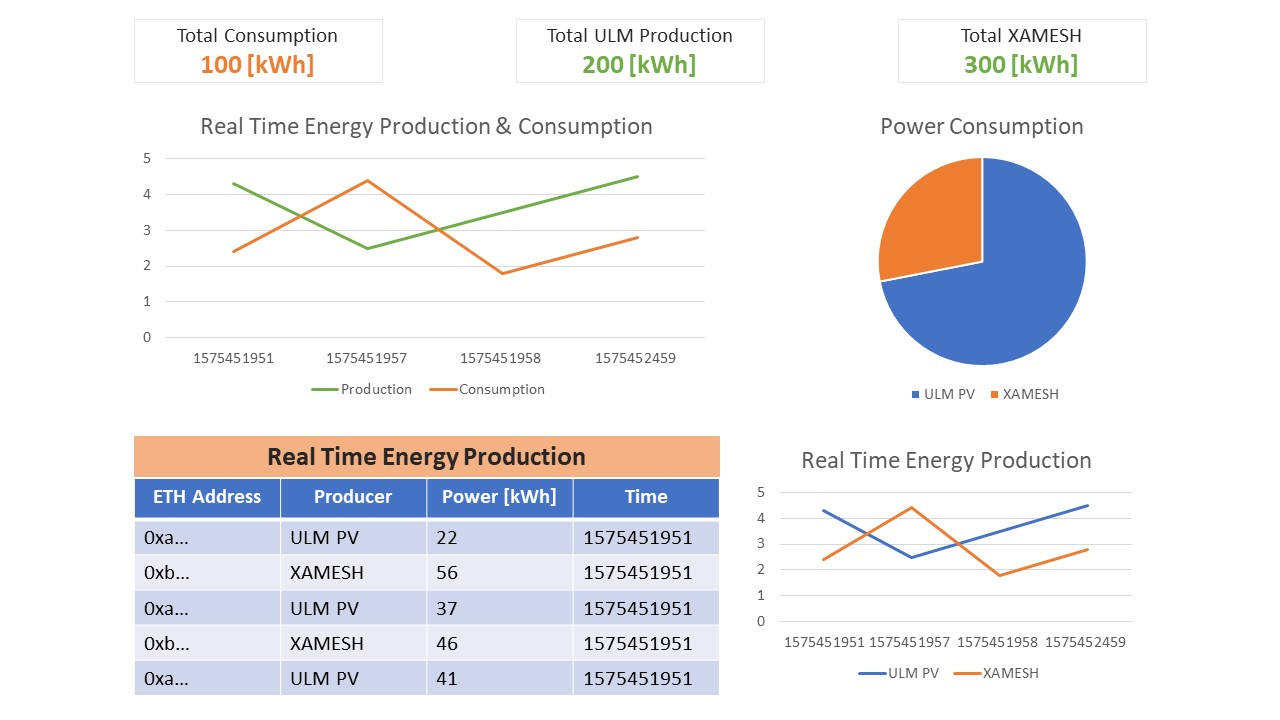 Total Consumption
100 [kWh]
Total ULM Production
200 [kWh]
Total XAMESH
300 [kWh]
Real Time Energy Production & Consumption
5
4
3
2
1
0
1575451951 1575451957 1575451958 1575452459
Production Consumption
Power Consumption
ULM PV XAMESH
Real Time Energy Production
ETH Address Producer Power [kWh] Time
0xa... ULM PV 22 1575451951
0xb... XAMESH 56 1575451951
0xa... ULM PV 37 1575451951
0xb... XAMESH 46 1575451951
0xa... ULM PV 41 1575451951
Real Time Energy Production
5
4
3
2
1
0
1575451951 1575451957 1575451958 1575452459
ULM PV XAMESH